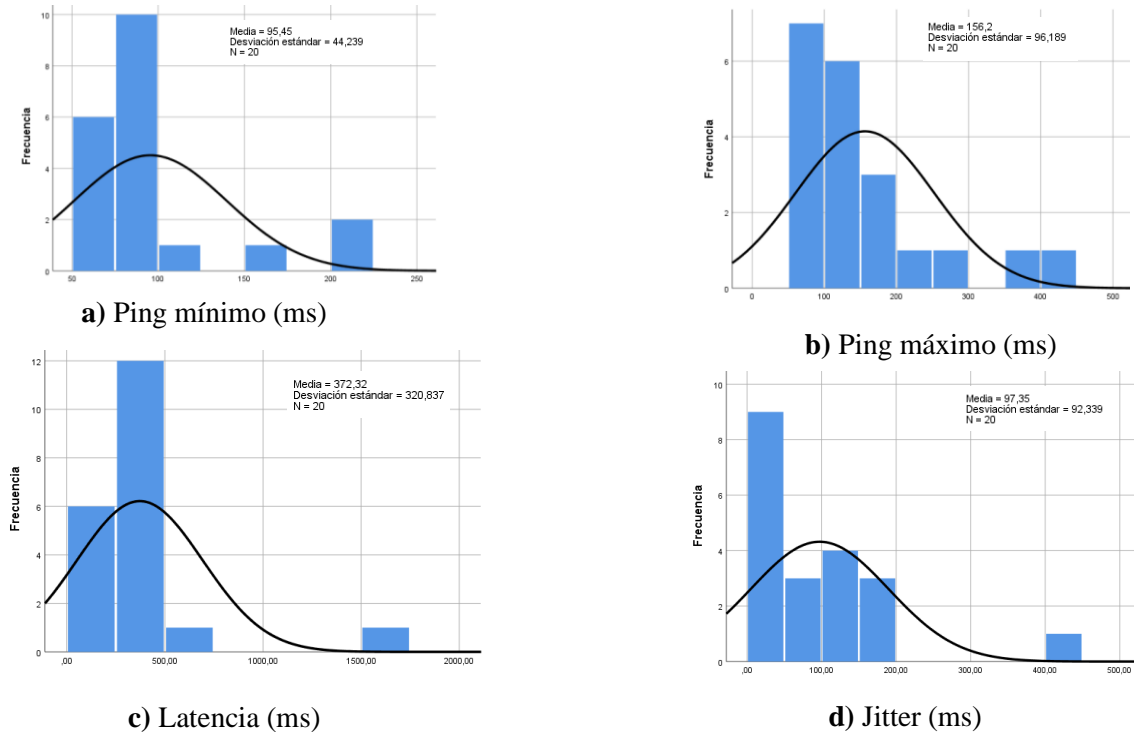 Media = 95,45
Desviación estándar = 44,239
N = 20
Frecuencia
10
8
6
4
2
0
50 100 150 200 250
a) Ping mínimo (ms)
Media = 156,2
Desviación estándar = 96,189
N = 20
Frecuencia
6
4
2
0
0 100 200 300 400 500
b) Ping máximo (ms)
Media = 372,32
Desviación estándar = 320,837
N = 20
Frecuencia
12
10
8
6
4
2
0
,00 500,00 1000,00 1500,00 2000,00
c) Latencia (ms)
Media = 97,35
Desviación estándar = 92,339
N = 20
Frecuencia
10
8
6
4
2
0
,00 100,00 200,00 300,00 400,00 500,00
d) Jitter (ms)